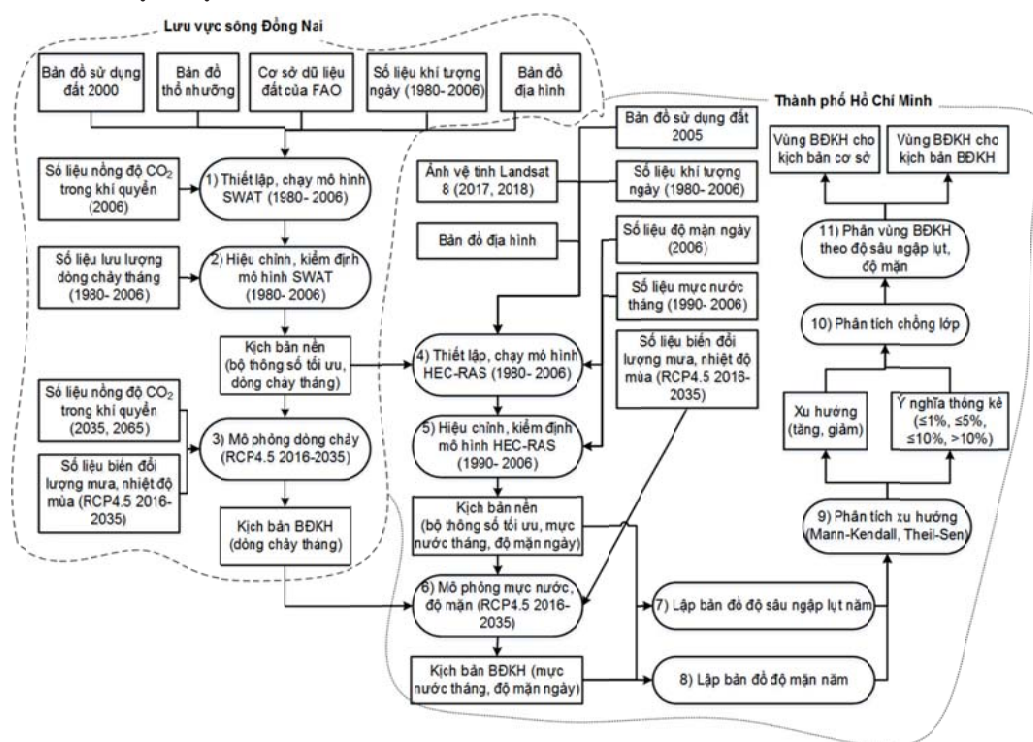 Lưu vực sông Đồng Nai
Bản đồ sử dụng
đất 2000
Bản đồ
thổ nhưỡng
Cơ sở dữ liệu
đất của FAO
Số liệu khí tượng
ngày (1980-2006)
Bản đồ
địa hình
Số liệu nồng độ CO₂
trong khí quyển
(2006)
1) Thiết lập, chạy mô hình
SWAT (1980- 2006)
Số liệu lưu lượng
dòng chảy tháng
(1980-2006)
2) Hiệu chỉnh, kiểm định
mô hình SWAT
(1980-2006)
Kịch bản nền
(bộ thông số tối ưu,
dòng chảy tháng)
Số liệu nồng độ CO₂
trong khí quyển
(2035, 2065)
Số liệu biến đổi
lượng mưa, nhiệt độ
mùa (RCP4.5 2016-
2035)
3) Mô phỏng dòng chảy
(RCP4.5 2016-2035)
Kịch bản BĐKH
(dòng chảy tháng)
Thành phố Hồ Chí Minh
Bản đồ sử dụng đất
2005
Ảnh vệ tinh Landsat
8 (2017, 2018)
Số liệu khí tượng
ngày (1980-2006)
Bản đồ địa hình
Số liệu độ mặn ngày
(2006)
Số liệu mực nước
tháng (1990-2006)
Số liệu biến đổi
lượng mưa, nhiệt độ
mùa (RCP4.5 2016-
2035)
4) Thiết lập, chạy mô hình
HEC-RAS (1980-2006)
5) Hiệu chỉnh, kiểm định
mô hình HEC-RAS
(1990-2006)
Kịch bản nền
(bộ thông số tối ưu, mực
nước tháng, độ mặn ngày)
6) Mô phỏng mực nước,
độ mặn (RCP4.5 2016-
2035)
Kịch bản BĐKH (mực
nước tháng, độ mặn ngày)
7) Lập bản đồ độ sâu ngập lụt năm
8) Lập bản đồ độ mặn năm
Vùng BĐKH cho
kịch bản cơ sở
Vùng BĐKH cho
kịch bản BĐKH
11) Phân vùng BĐKH
theo độ sâu ngập lụt,
độ mặn
10) Phân tích chồng lớp
Xu hướng
(tăng, giảm)
Ý nghĩa thống kê
(≤1%, ≤5%,
≤10%, >10%)
9) Phân tích xu hướng
(Mann-Kendall, Theil-Sen)